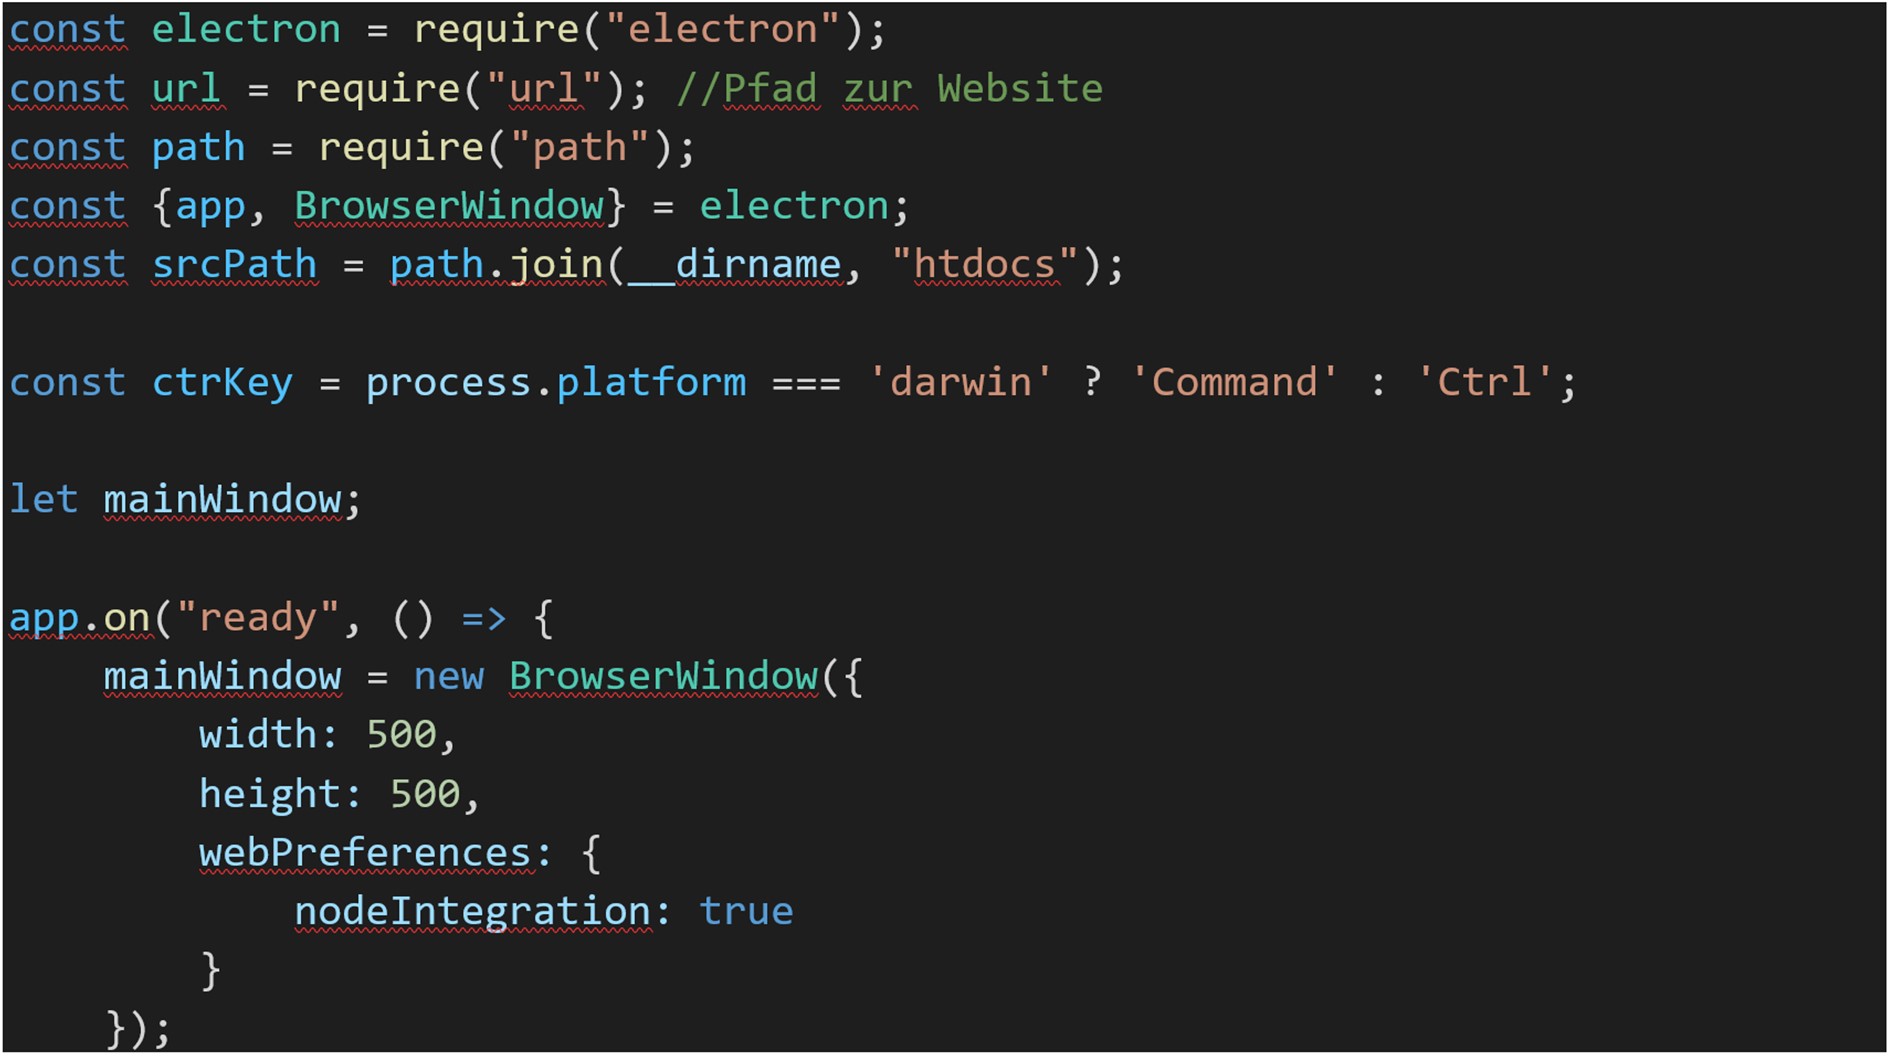 const electron = require("electron");
const url = require("url"); //Pfad zur Website
const path = require("path");
const {app, BrowserWindow} = electron;
const srcPath = path.join(__dirname, "htdocs");
const ctrKey = process.platform === 'darwin' ? 'Command' : 'Ctrl';
let mainWindow;
app.on("ready", () => {
    mainWindow = new BrowserWindow({
        width: 500,
        height: 500,
        webPreferences: {
            nodeIntegration: true
        }
    });